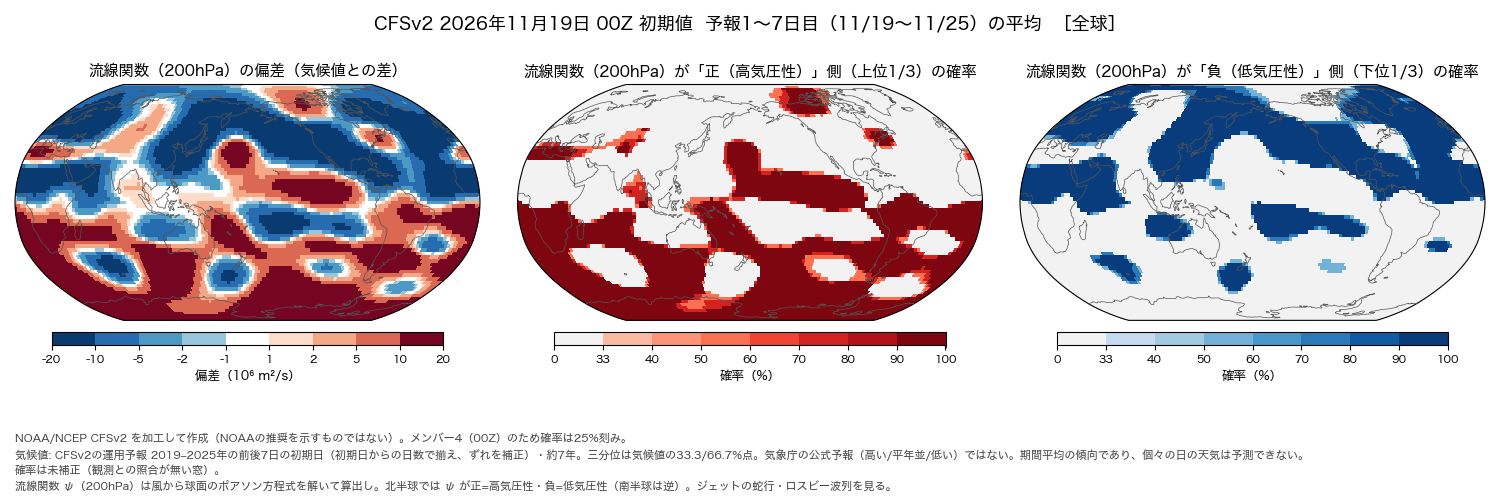 CFSv2 2026年11月19日 00Z 初期値 予報1～7日目（11/19～11/25）の平均 ［全球］
流線関数（200hPa）の偏差（気候値との差）
流線関数（200hPa）が「正（高気圧性）」側（上位1/3）の確率
流線関数（200hPa）が「負（低気圧性）」側（下位1/3）の確率
-20 -10 -5 -2 -1 1 2 5 10 20
偏差（10⁶ m²/s）
0 33 40 50 60 70 80 90 100
確率（%）
0 33 40 50 60 70 80 90 100
確率（%）
NOAA/NCEP CFSv2 を加工して作成（NOAAの推奨を示すものではない）。メンバー4（00Z）のため確率は25%刻み。
気候値: CFSv2の運用予報 2019–2025年の前後7日の初期日（初期日からの日数で揃え、ずれを補正）・約7年。三分位は気候値の33.3/66.7%点。気象庁の公式予報（高い/平年並/低い）ではない。期間平均の傾向であり、個々の日の天気は予測できない。
確率は未補正（観測との照合が無い窓）。
流線関数 ψ（200hPa）は風から球面のポアソン方程式を解いて算出し。北半球では ψ が正=高気圧性・負=低気圧性（南半球は逆）。ジェットの蛇行・ロスビー波列を見る。